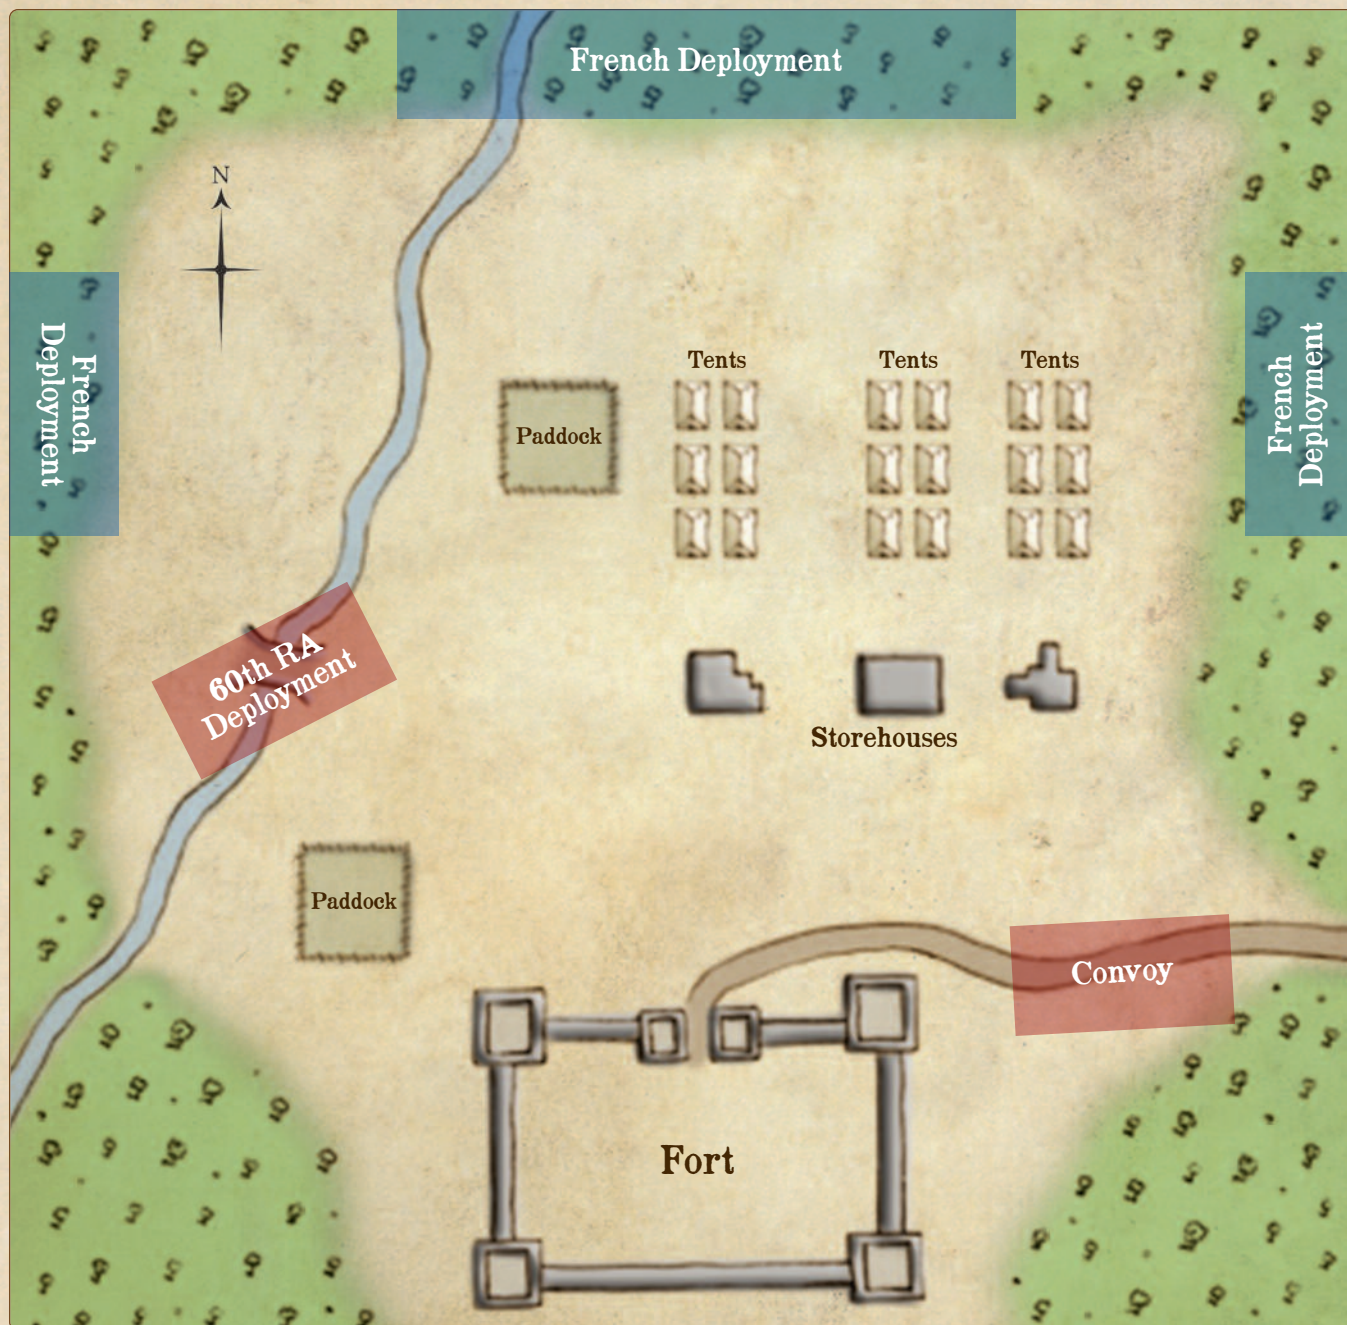 French Deployment
N
French
Deployment
French
Deployment
Tents
Tents
Tents
Paddock
60th RA
Deployment
Storehouses
Paddock
Convoy
Fort